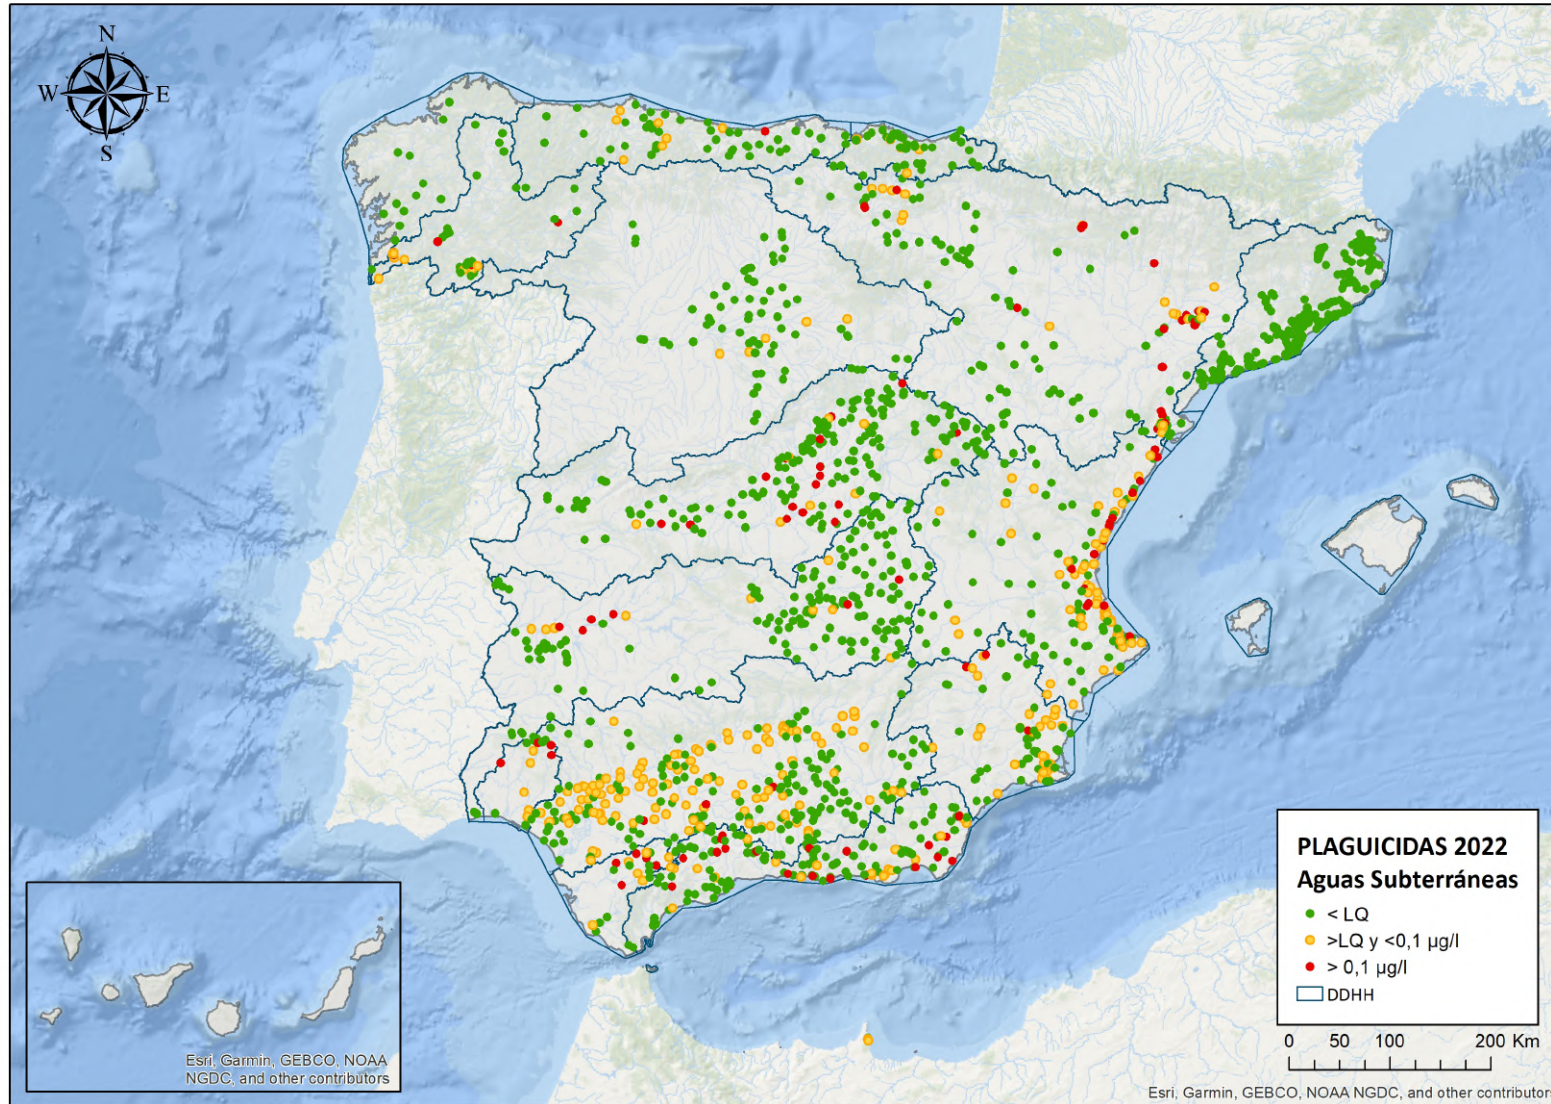 N
W E
S
PLAGUICIDAS 2022
Aguas Subterráneas
< LQ
>LQ y <0,1 µg/l
> 0,1 µg/l
DDHH
0 50 100 200 Km
Esri, Garmin, GEBCO, NOAA
NGDC, and other contributors
Esri, Garmin, GEBCO, NOAA NGDC, and other contributors